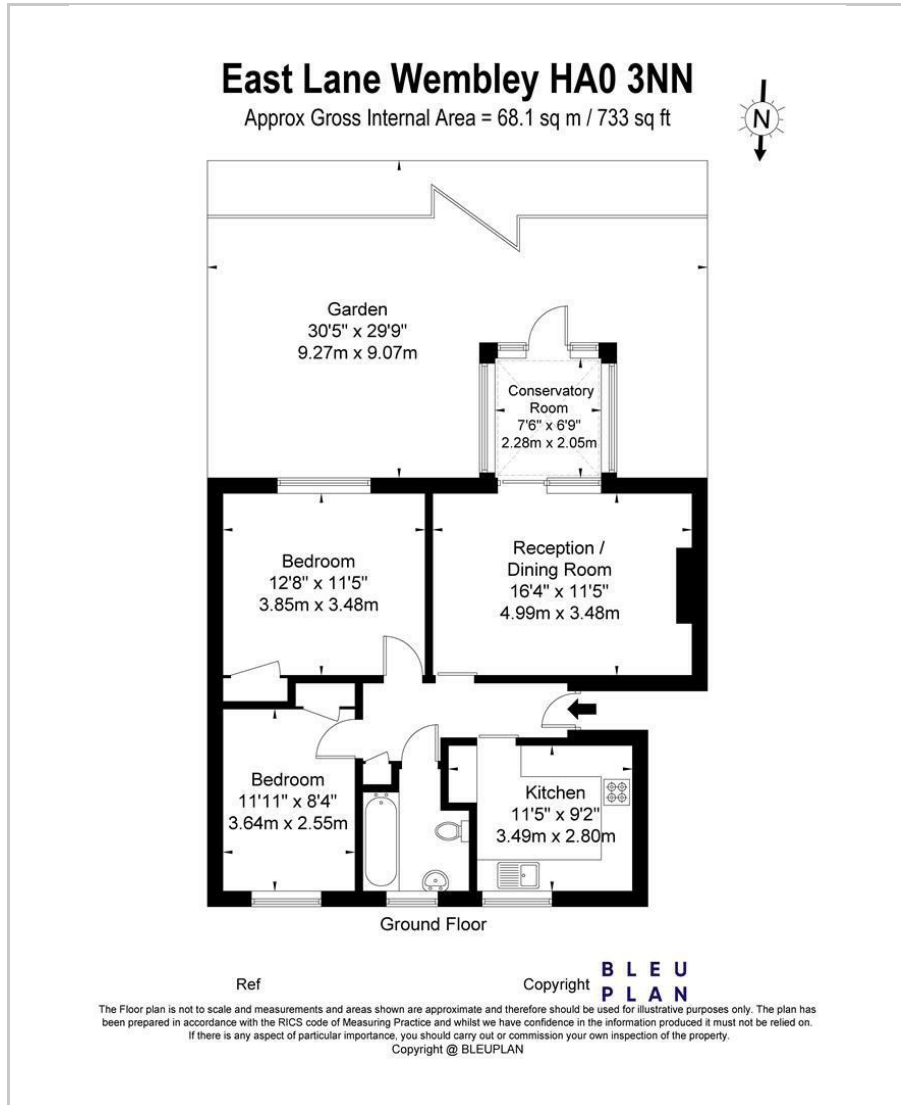 East Lane Wembley HA0 3NN
Approx Gross Internal Area = 68.1 sq m / 733 sq ft
N
Garden
30'5" x 29'9"
9.27m x 9.07m
Conservatory
Room
7'6" x 6'9"
2.28m x 2.05m
Bedroom
12'8" x 11'5"
3.85m x 3.48m
Reception /
Dining Room
16'4" x 11'5"
4.99m x 3.48m
Bedroom
11'11" x 8'4"
3.64m x 2.55m
Kitchen
11'5" x 9'2"
3.49m x 2.80m
Ground Floor
Ref
Copyright
BLEU
PLAN
The Floor plan is not to scale and measurements and areas shown are approximate and therefore should be used for illustrative purposes only. The plan has
been prepared in accordance with the RICS code of Measuring Practice and whilst we have confidence in the information produced it must not be relied on.
If there is any aspect of particular importance, you should carry out or commission your own inspection of the property.
Copyright @ BLEUPLAN